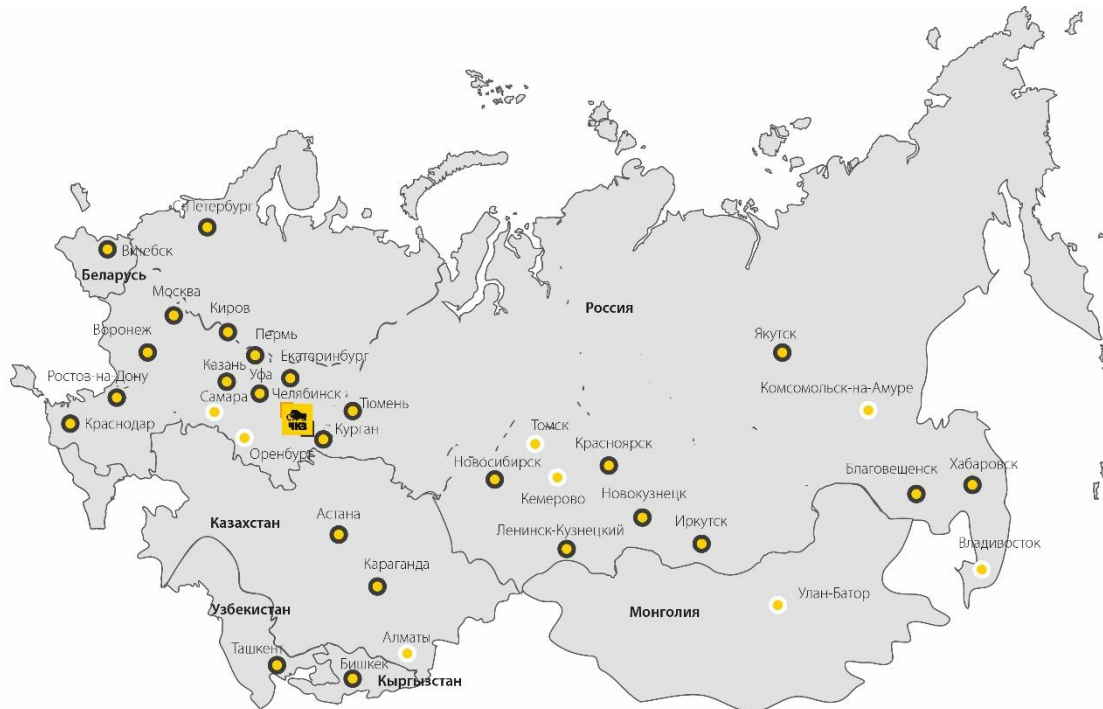 С-Петербург
Витебск
Беларусь
Москва
Киров
Россия
Воронеж
Пермь
Якутск
Екатеринбург
Казань
Уфа
Ростов-на-Дону
Комсомольск-на-Амуре
Самара
Челябинск
Тюмень
ЧКЗ
Краснодар
Курган
Томск
Оренбург
Красноярск
Новосибирск
Благовещенск
Хабаровск
Кемерово
Новокузнецк
Казахстан
Астана
Ленинск-Кузнецкий
Иркутск
Владивосток
Караганда
Улан-Батор
Узбекистан
Монголия
Алматы
Ташкент
Бишкек
Кыргызстан